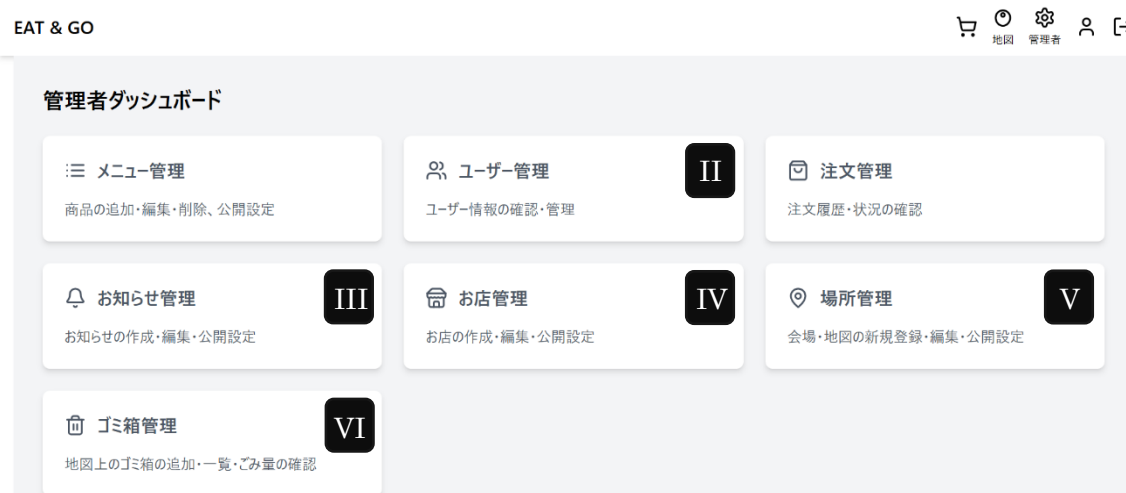 EAT & GO
地図
管理者
管理者ダッシュボード
メニュー管理
商品の追加・編集・削除、公開設定
ユーザー管理
II
ユーザー情報の確認・管理
注文管理
注文履歴・状況の確認
お知らせ管理
III
お知らせの作成・編集・公開設定
お店管理
IV
お店の作成・編集・公開設定
場所管理
V
会場・地図の新規登録・編集・公開設定
ゴミ箱管理
VI
地図上のゴミ箱の追加・一覧・ごみ量の確認